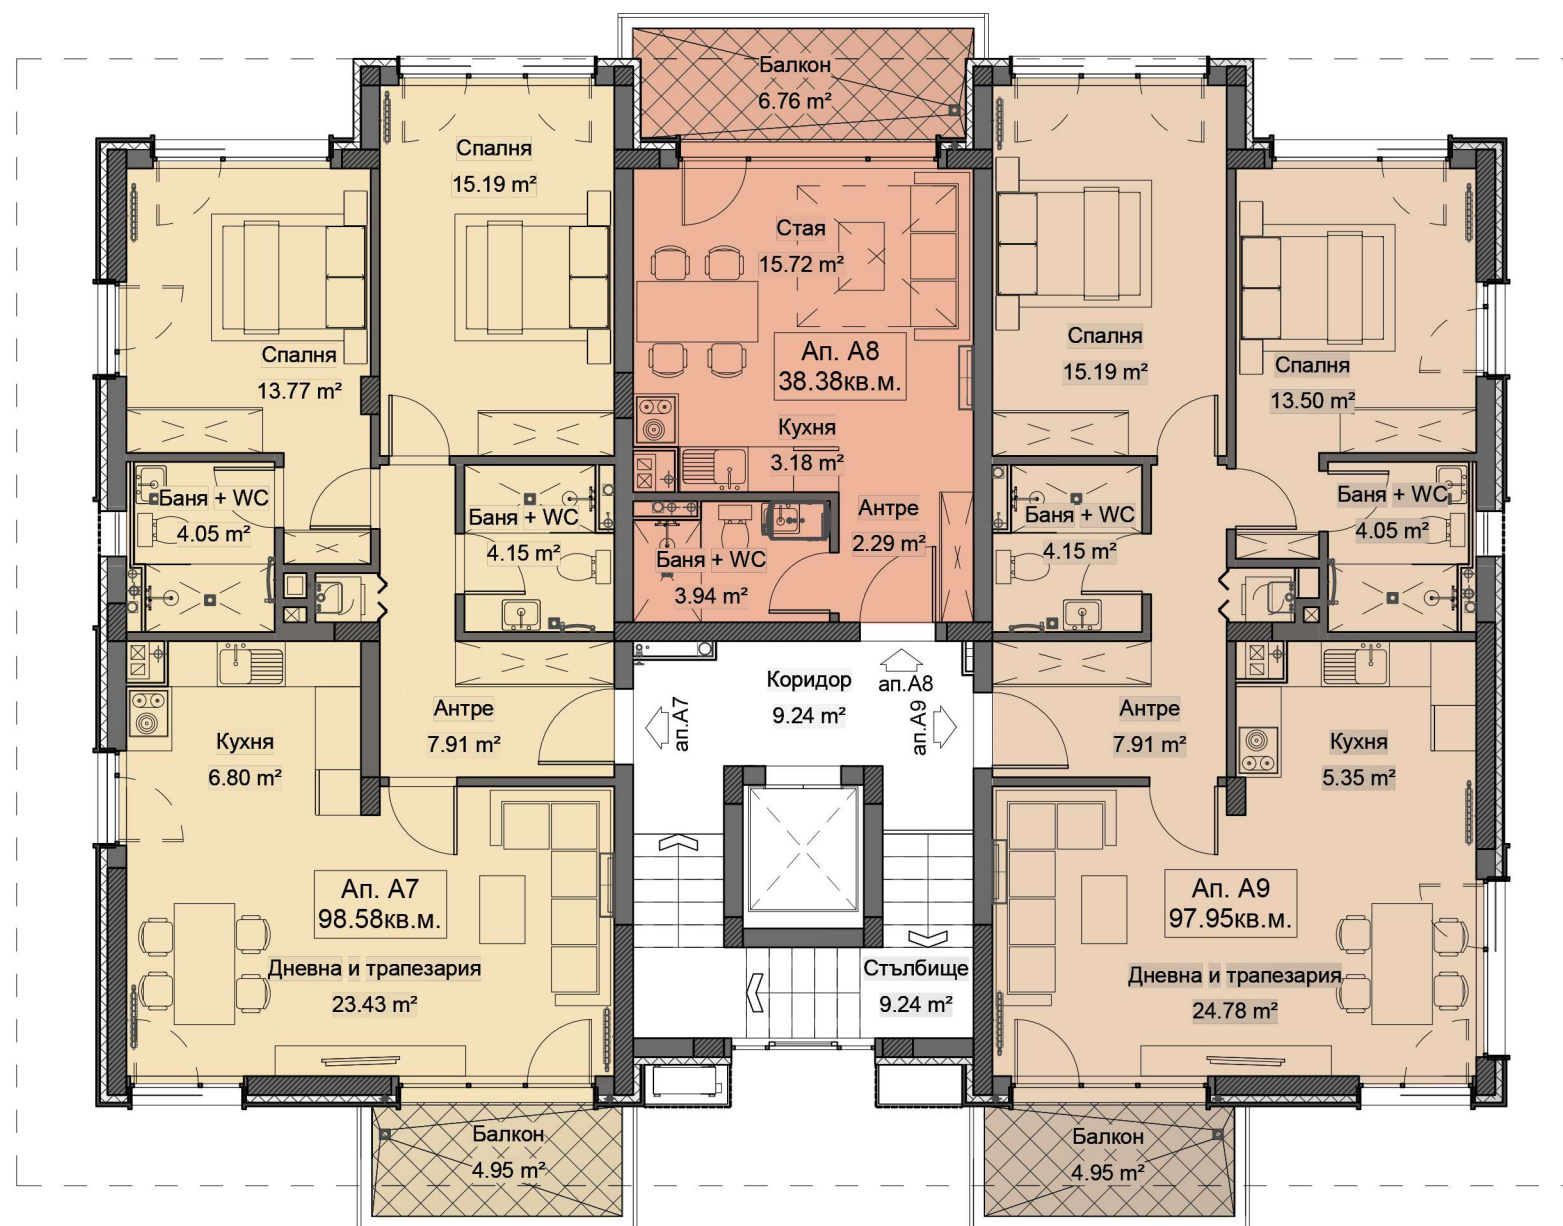 Балкон
6.76 m²
Спалня
15.19 m²
Спалня
13.77 m²
Стая
15.72 m²
Ап. А8
38.38кв.м.
Кухня
3.18 m²
Спалня
15.19 m²
Спалня
13.50 m²
Баня + WC
4.05 m²
Баня + WC
4.15 m²
Баня + WC
3.94 m²
Антре
2.29 m²
Баня + WC
4.15 m²
Баня + WC
4.05 m²
Кухня
6.80 m²
Антре
7.91 m²
ап.А7
Коридор
9.24 m²
ап.А8
ап.А9
Антре
7.91 m²
Кухня
5.35 m²
Ап. А7
98.58кв.м.
Дневна и трапезария
23.43 m²
Стълбище
9.24 m²
Ап. А9
97.95кв.м.
Дневна и трапезария
24.78 m²
Балкон
4.95 m²
Балкон
4.95 m²